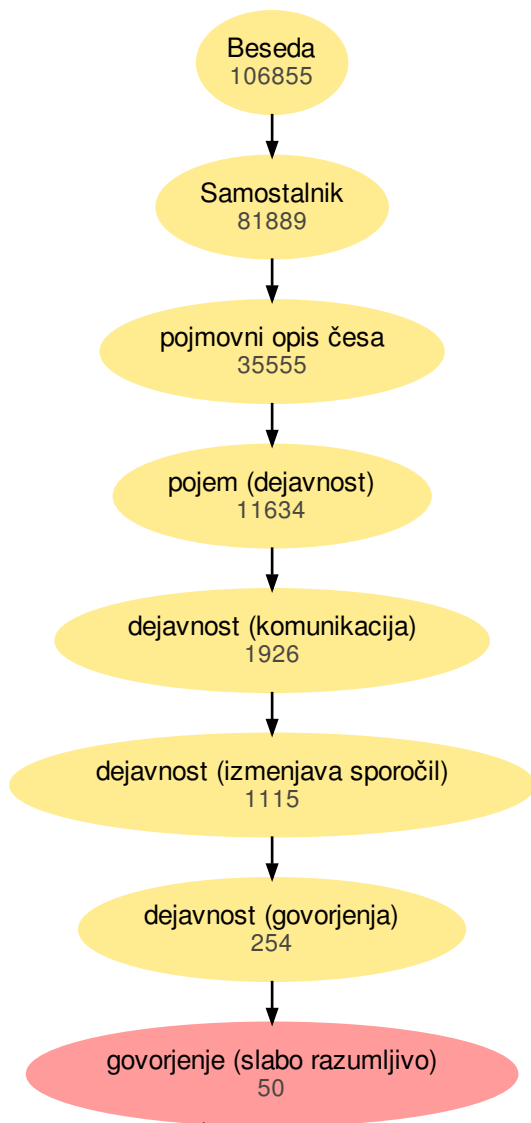 Beseda
106855
Samostalnik
81889
pojmovni opis česa
35555
pojem (dejavnost)
11634
dejavnost (komunikacija)
1926
dejavnost (izmenjava sporočil)
1115
dejavnost (govorjenja)
254
govorjenje (slabo razumljivo)
50